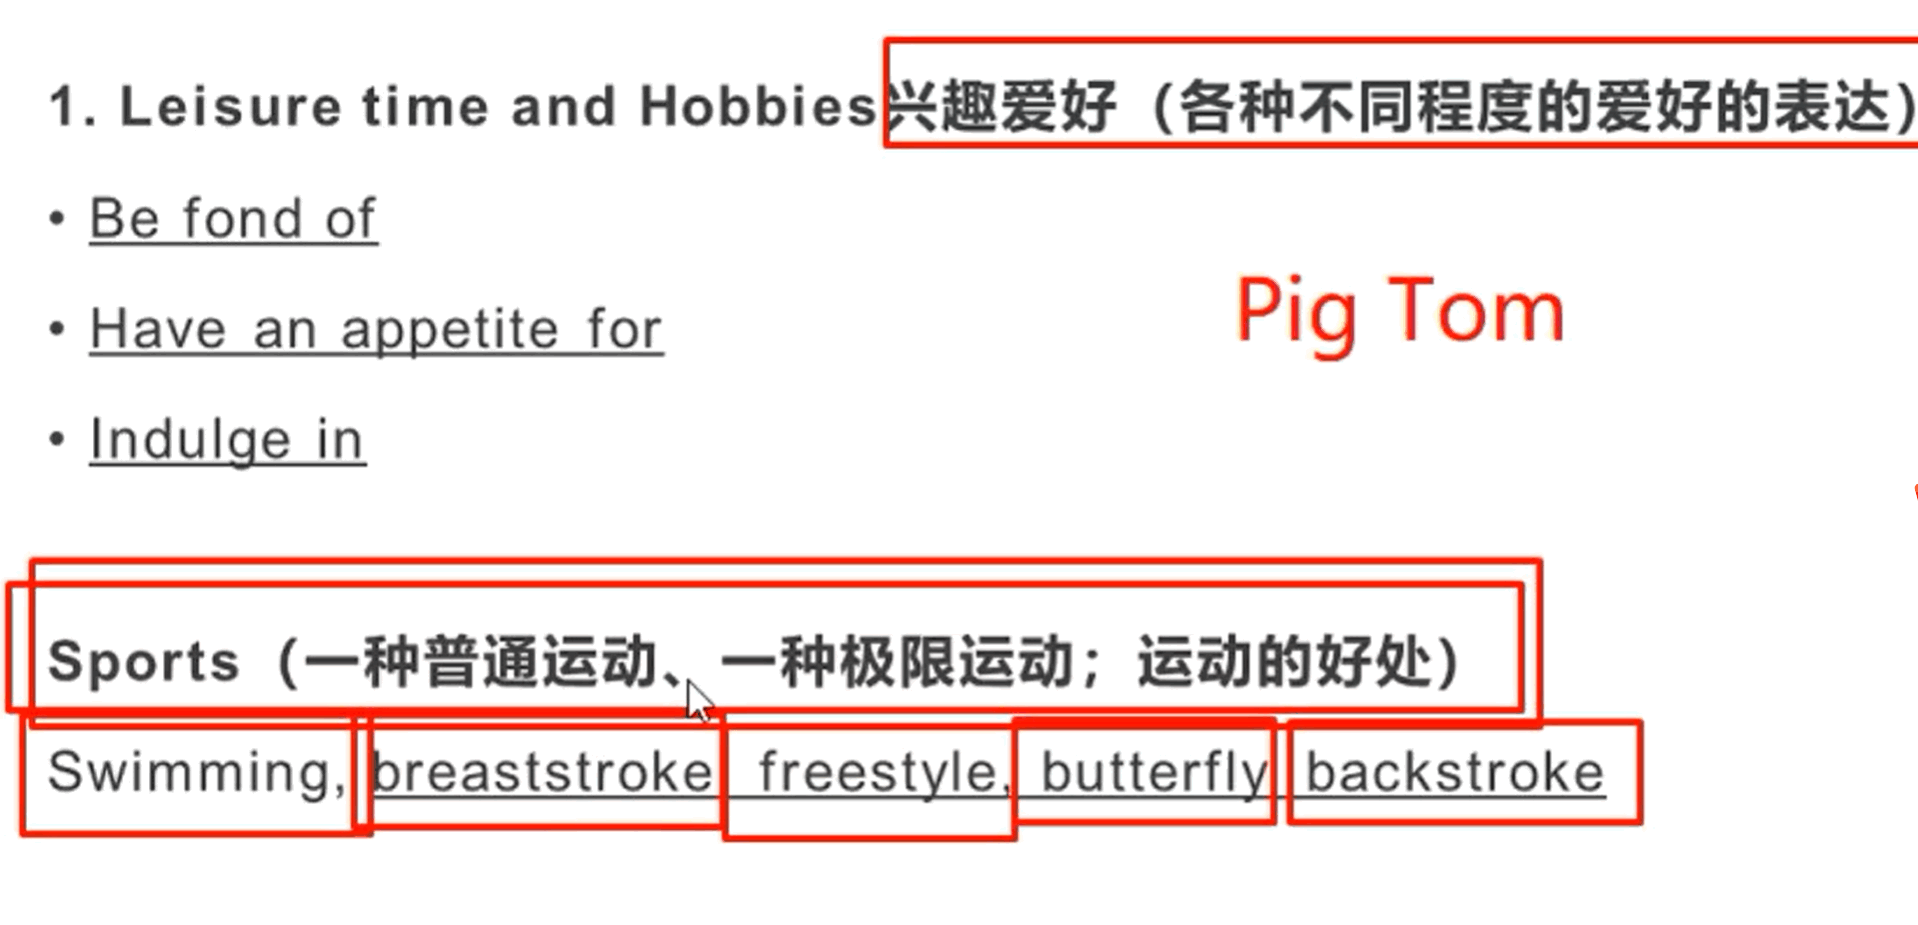 1. Leisure time and Hobbies兴趣爱好（各种不同程度的爱好的表达）
• Be fond of
Pig Tom
• Have an appetite for
• Indulge in
Sports（一种普通运动、一种极限运动；运动的好处）
Swimming, breaststroke freestyle, butterfly backstroke